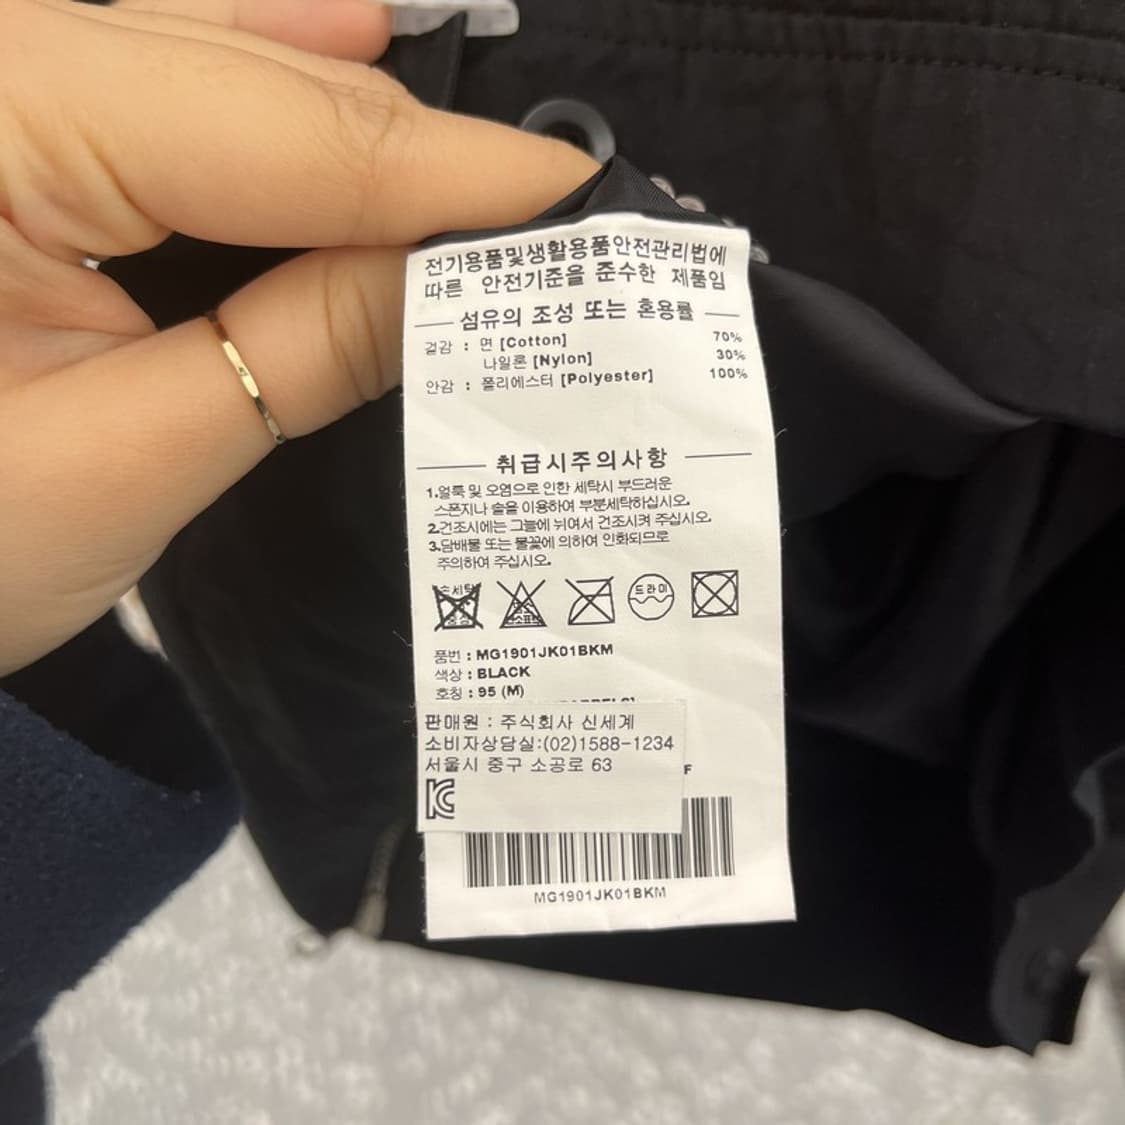 전기용품및생활용품안전관리법에
따른 안전기준을 준수한 제품임
섬유의 조성 또는 혼용률
겉감 : 면 [Cotton] 70%
나일론 [Nylon] 30%
안감 : 폴리에스터 [Polyester] 100%
취급시주의사항
1.얼룩 및 오염으로 인한 세탁시 부드러운
스폰지나 솔을 이용하여 부분세탁하십시오.
2.건조시에는 그늘에 뉘여서 건조시켜 주십시오.
3.담배불 또는 불꽃에 의하여 인화되므로
주의하여 주십시오.
드라이
품번 : MG1901JK01BKM
색상 : BLACK
호칭 : 95 (M)
판매원 : 주식회사 신세계
소비자상담실:(02)1588-1234
서울시 중구 소공로 63
F
MG1901JK01BKM